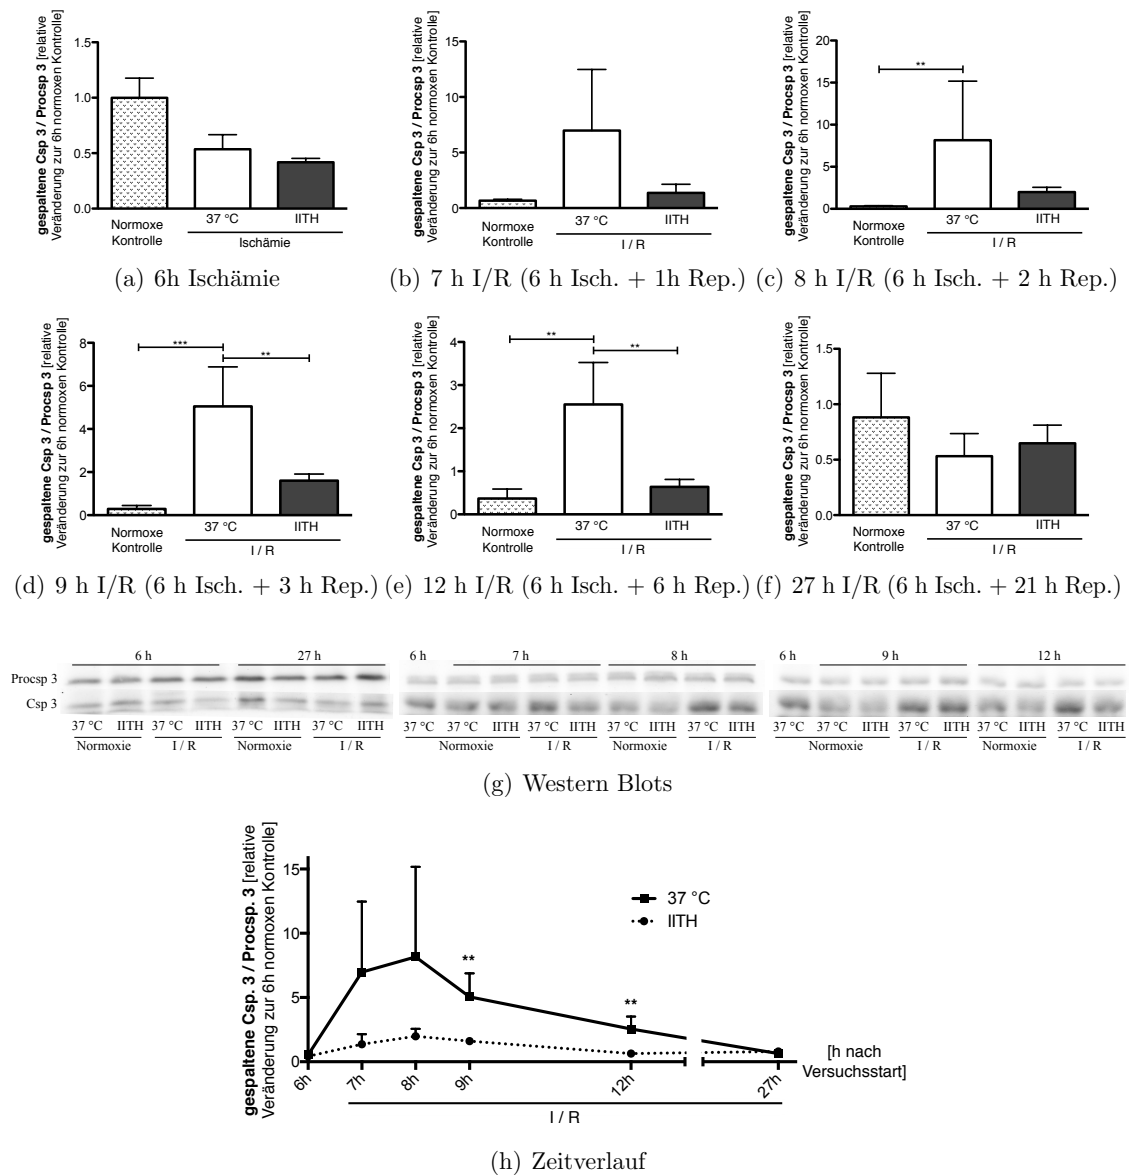 gespaltene Csp 3 / Procsp 3 [relative
Veränderung zur 6h normoxen Kontrolle]
1.5
1.0
0.5
0.0
Normoxe
Kontrolle
37 °C
IITH
Ischämie
(a) 6h Ischämie
gespaltene Csp 3 / Procsp 3 [relative
Veränderung zur 6h normoxen Kontrolle]
15
10
5
0
Normoxe
Kontrolle
37 °C
IITH
I / R
(b) 7 h I/R (6 h Isch. + 1h Rep.)
gespaltene Csp 3 / Procsp 3 [relative
Veränderung zur 6h normoxen Kontrolle]
20
15
10
5
0
**
Normoxe
Kontrolle
37 °C
IITH
I / R
(c) 8 h I/R (6 h Isch. + 2 h Rep.)
gespaltene Csp 3 / Procsp 3 [relative
Veränderung zur 6h normoxen Kontrolle]
8
6
4
2
0
***
**
Normoxe
Kontrolle
37 °C
IITH
I / R
(d) 9 h I/R (6 h Isch. + 3 h Rep.)
gespaltene Csp 3 / Procsp 3 [relative
Veränderung zur 6h normoxen Kontrolle]
4
3
2
1
0
**
**
Normoxe
Kontrolle
37 °C
IITH
I / R
(e) 12 h I/R (6 h Isch. + 6 h Rep.)
gespaltene Csp 3 / Procsp 3 [relative
Veränderung zur 6h normoxen Kontrolle]
1.5
1.0
0.5
0.0
Normoxe
Kontrolle
37 °C
IITH
I / R
(f) 27 h I/R (6 h Isch. + 21 h Rep.)
6 h 27 h 6 h 7 h 8 h 6 h 9 h 12 h
Procsp 3
Csp 3
37 °C IITH 37 °C IITH 37 °C IITH 37 °C IITH 37 °C 37 °C IITH 37 °C IITH 37 °C IITH 37 °C IITH 37 °C 37 °C IITH 37 °C IITH 37 °C IITH 37 °C IITH
Normoxie I / R Normoxie I / R Normoxie I / R Normoxie I / R Normoxie I / R Normoxie I / R
(g) Western Blots
gespaltene Csp. 3 / Procsp. 3 [relative
Veränderung zur 6h normoxen Kontrolle]
15
10
5
0
37 °C
IITH
**
**
6h
7h
8h
9h
12h
27h
[h nach
Versuchsstart]
I / R
(h) Zeitverlauf